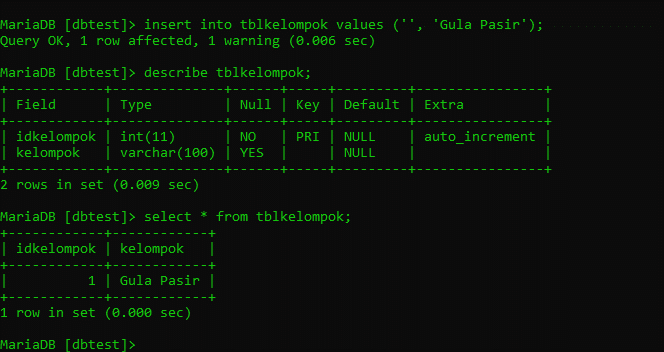 MariaDB [dbtest]> insert into tblkelompok values ('', 'Gula Pasir');
Query OK, 1 row affected, 1 warning (0.006 sec)

MariaDB [dbtest]> describe tblkelompok;
+------------+--------------+------+-----+---------+----------------+
| Field      | Type         | Null | Key | Default | Extra          |
+------------+--------------+------+-----+---------+----------------+
| idkelompok | int(11)      | NO   | PRI | NULL    | auto_increment |
| kelompok   | varchar(100) | YES  |     | NULL    |                |
+------------+--------------+------+-----+---------+----------------+
2 rows in set (0.009 sec)

MariaDB [dbtest]> select * from tblkelompok;
+------------+------------+
| idkelompok | kelompok   |
+------------+------------+
|          1 | Gula Pasir |
+------------+------------+
1 row in set (0.000 sec)

MariaDB [dbtest]>